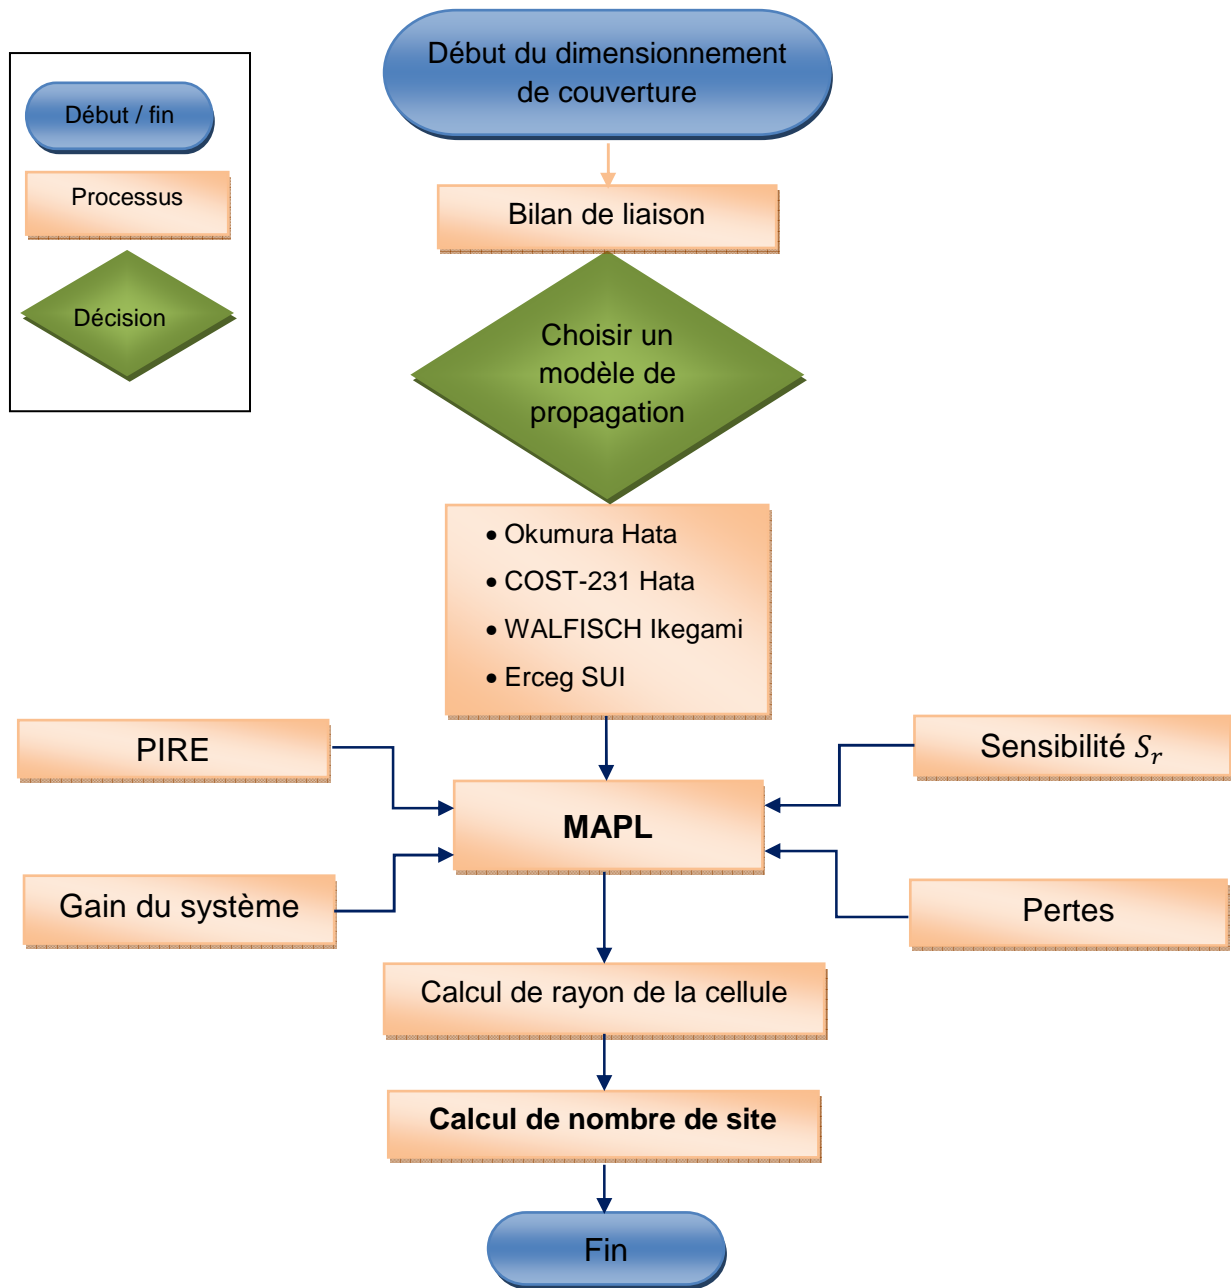 Début / fin
Processus
Décision
Début du dimensionnement
de couverture
Bilan de liaison
Choisir un
modèle de
propagation
• Okumura Hata
• COST-231 Hata
• WALFISCH Ikegami
• Erceg SUI
PIRE
Sensibilité Sᵣ
MAPL
Gain du système
Pertes
Calcul de rayon de la cellule
Calcul de nombre de site
Fin